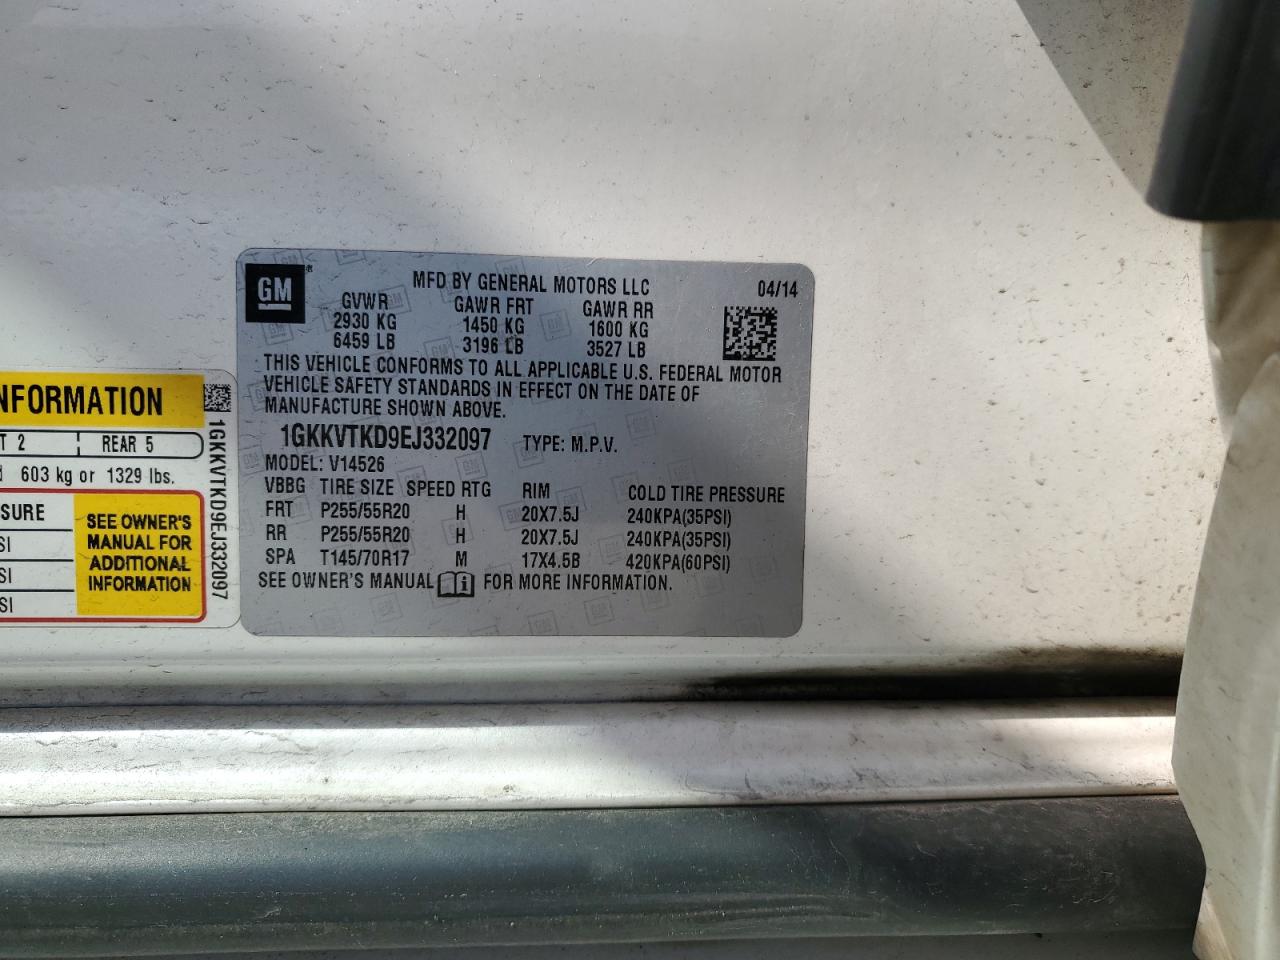 GM
MFD BY GENERAL MOTORS LLC
04/14
GVWR GAWR FRT GAWR RR
2930 KG 1450 KG 1600 KG
6459 LB 3196 LB 3527 LB
THIS VEHICLE CONFORMS TO ALL APPLICABLE U.S. FEDERAL MOTOR
VEHICLE SAFETY STANDARDS IN EFFECT ON THE DATE OF
MANUFACTURE SHOWN ABOVE.
1GKKVTKD9EJ332097 TYPE: M.P.V.
MODEL: V14526
VBBG TIRE SIZE SPEED RTG RIM COLD TIRE PRESSURE
FRT P255/55R20 H 20X7.5J 240KPA(35PSI)
RR P255/55R20 H 20X7.5J 240KPA(35PSI)
SPA T145/70R17 M 17X4.5B 420KPA(60PSI)
SEE OWNER'S MANUAL FOR MORE INFORMATION.
NFORMATION
T 2 REAR 5
603 kg or 1329 lbs.
SURE
SI
SI
SI
SEE OWNER'S
MANUAL FOR
ADDITIONAL
INFORMATION
1GKKVTKD9EJ332097